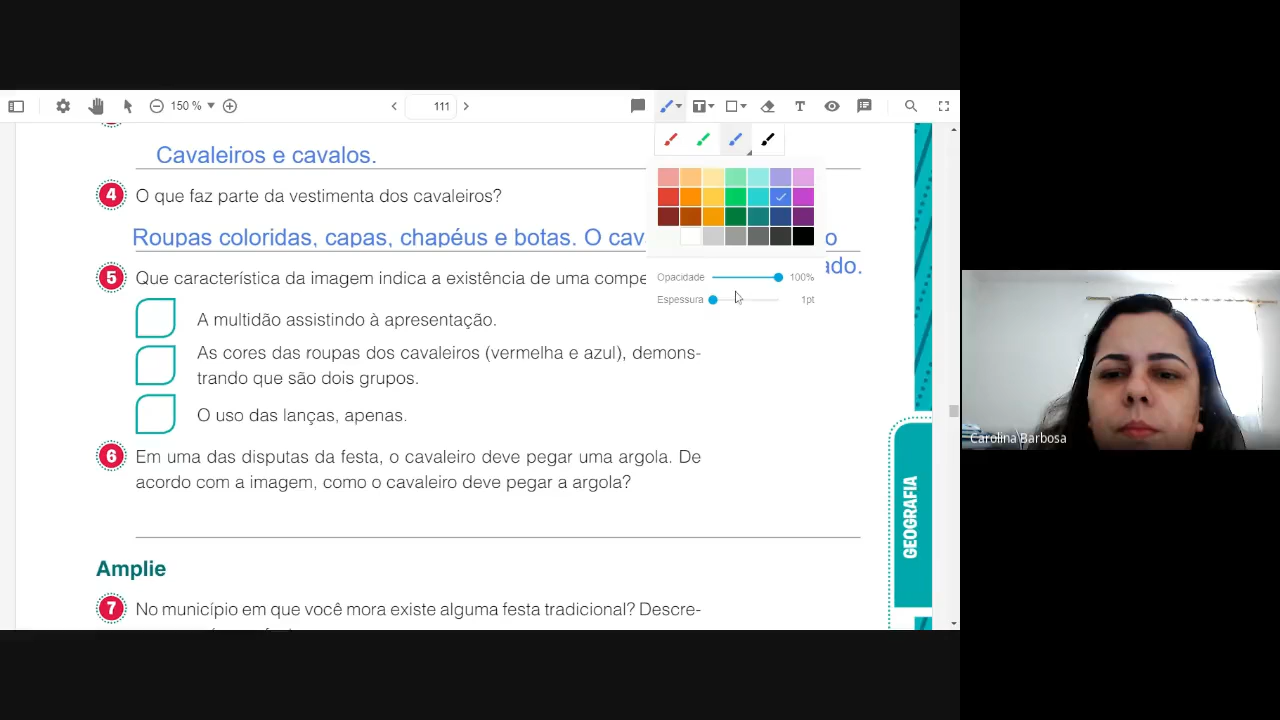 150 %
111
Cavaleiros e cavalos.
4 O que faz parte da vestimenta dos cavaleiros?
Roupas coloridas, capas, chapéus e botas. O cav o
ado.
5 Que característica da imagem indica a existência de uma compe
Opacidade 100%
Espessura 1pt
A multidão assistindo à apresentação.
As cores das roupas dos cavaleiros (vermelha e azul), demons-
trando que são dois grupos.
O uso das lanças, apenas.
6 Em uma das disputas da festa, o cavaleiro deve pegar uma argola. De
acordo com a imagem, como o cavaleiro deve pegar a argola?
GEOGRAFIA
Amplie
7 No município em que você mora existe alguma festa tradicional? Descre-
Carolina Barbosa